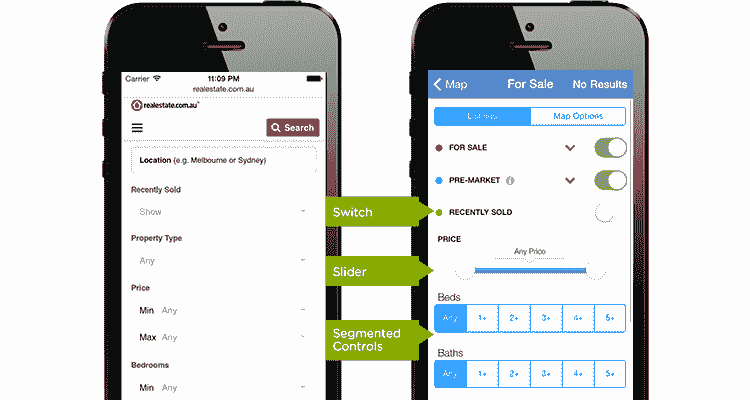 Carrier 11:09 PM
realestate.com.au
realestate.com.au
Search
Location (e.g. Melbourne or Sydney)
Recently Sold
Show
Property Type
Any
Price
Min Any
Max Any
Bedrooms
Min Any
Switch
Slider
Segmented
Controls
Map For Sale No Results
Listings Map Options
FOR SALE
PRE-MARKET
RECENTLY SOLD
PRICE
Any Price
Beds
Any 1+ 2+ 3+ 4+ 5+
Baths
Any 1+ 2+ 3+ 4+ 5+